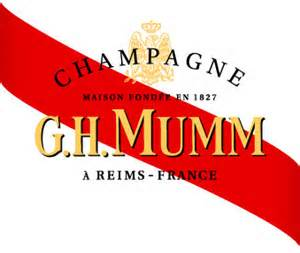 CHAMPAGNE
MAISON FONDÉE EN 1827
G.H.MUMM
À REIMS-FRANCE